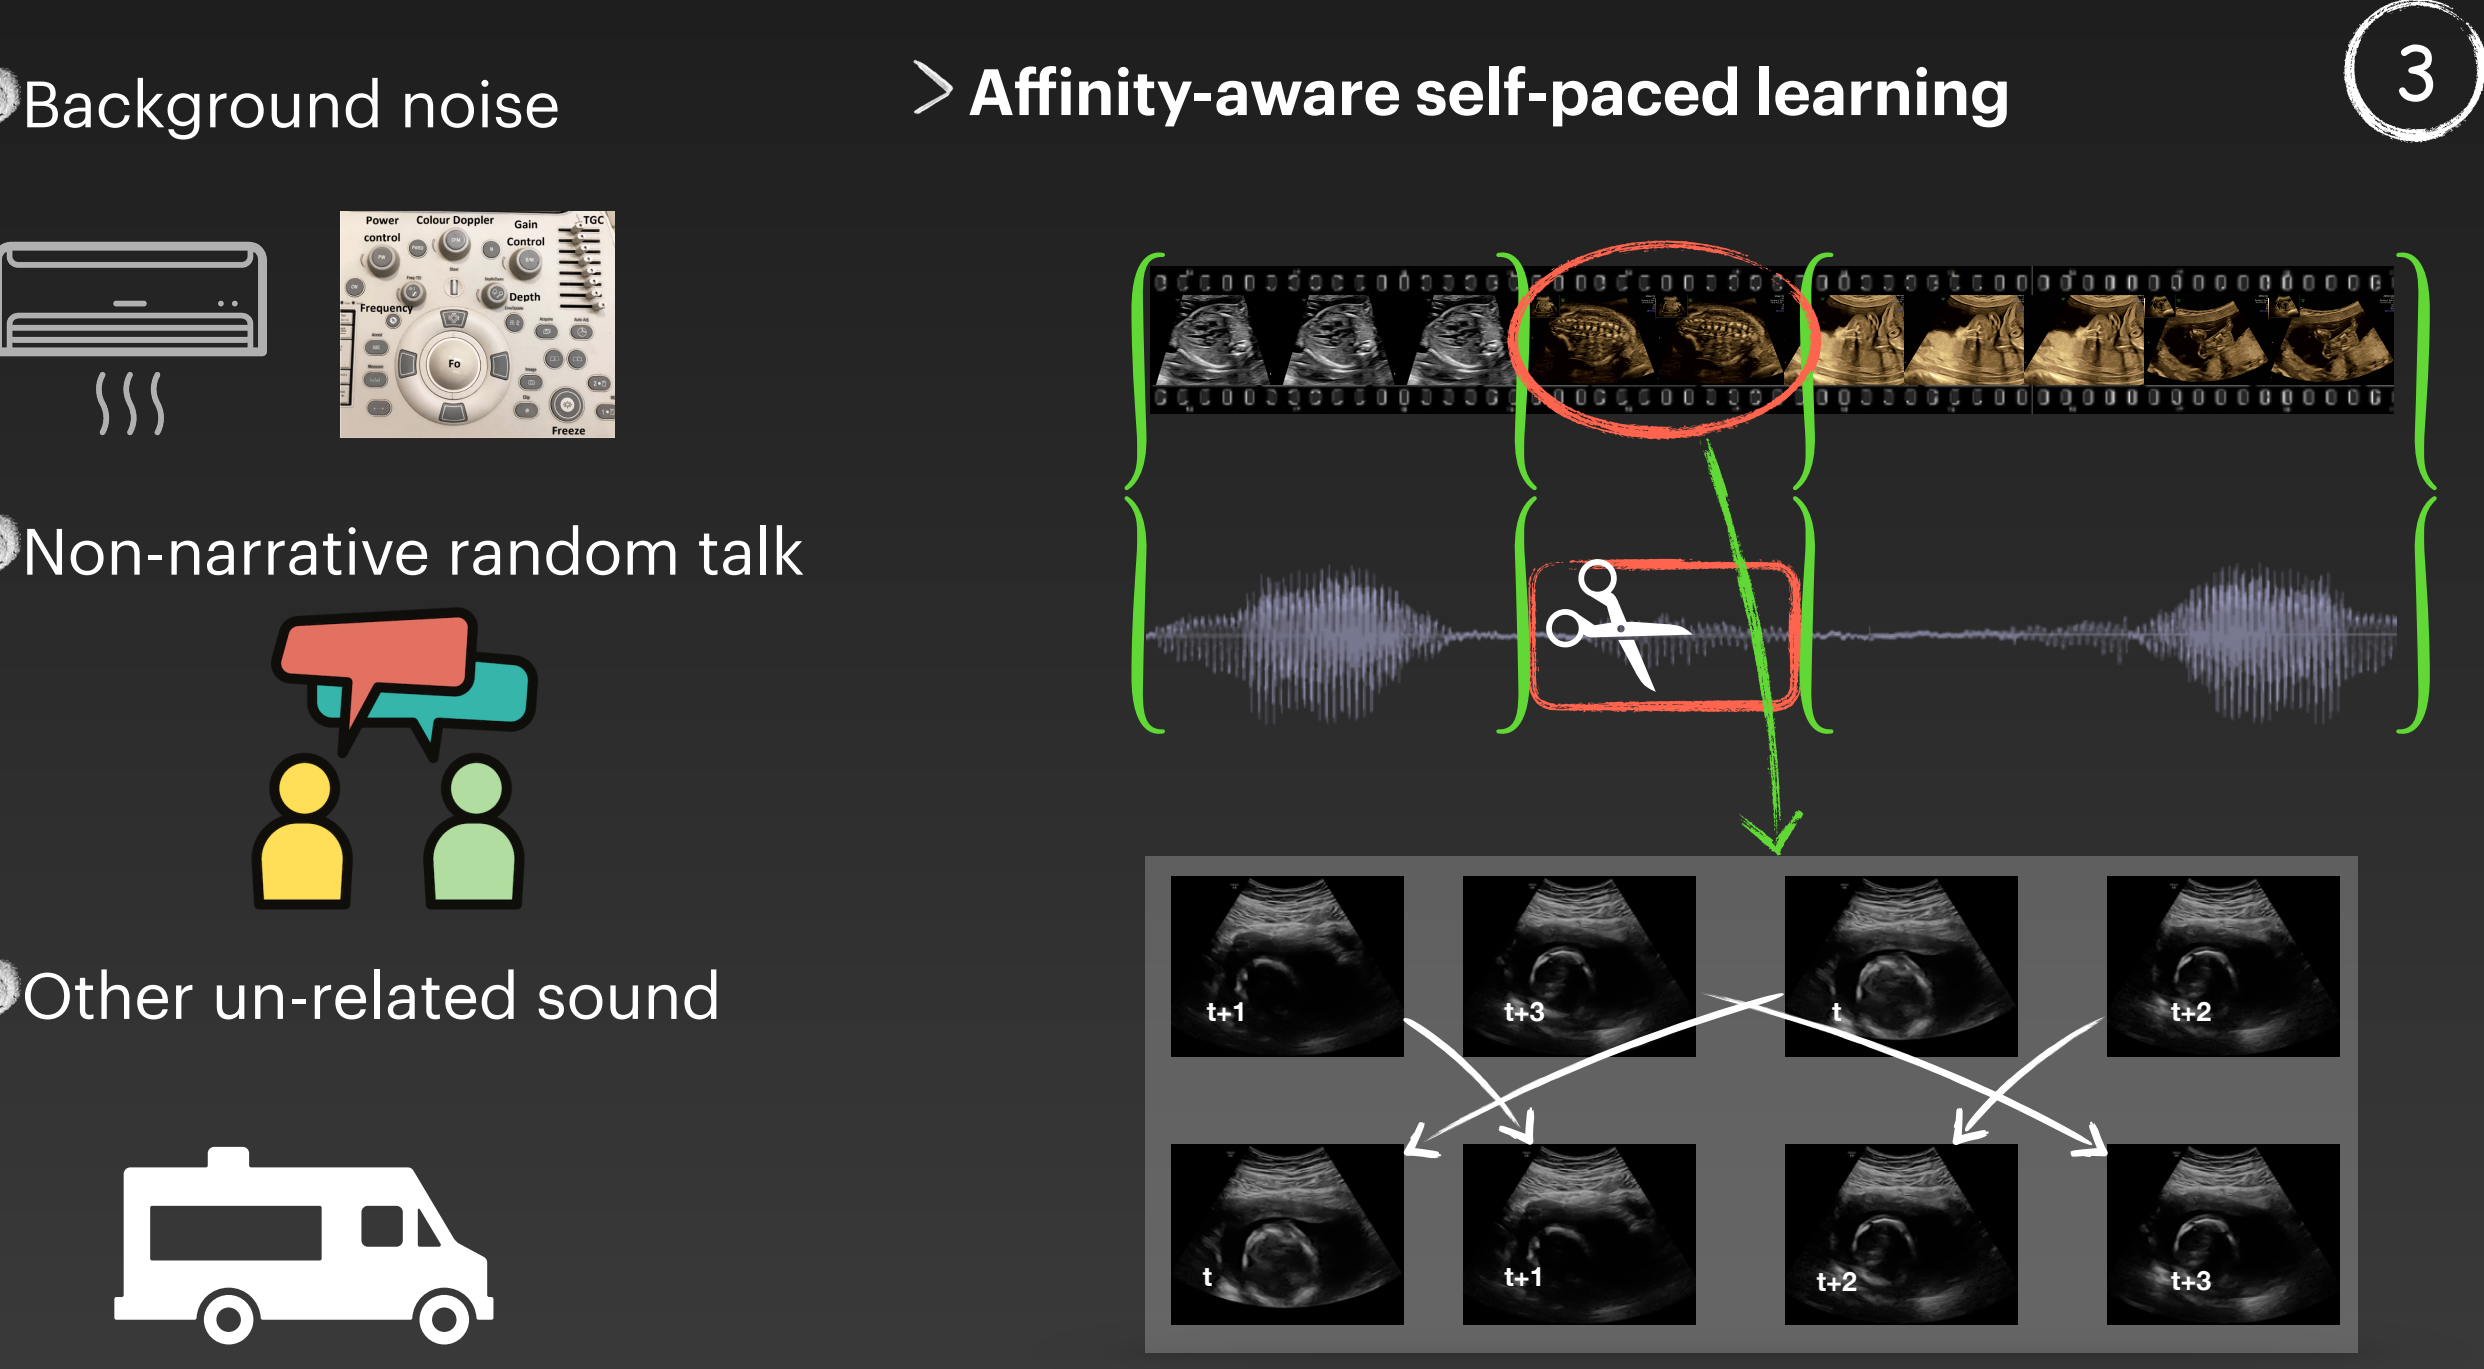 Background noise
Affinity-aware self-paced learning
3
Power
control
Colour Doppler
Gain
Control
TGC
Frequency
Depth
Fo
Freeze
Non-narrative random talk
Other un-related sound
t+1
t+3
t
t+2
t
t+1
t+2
t+3